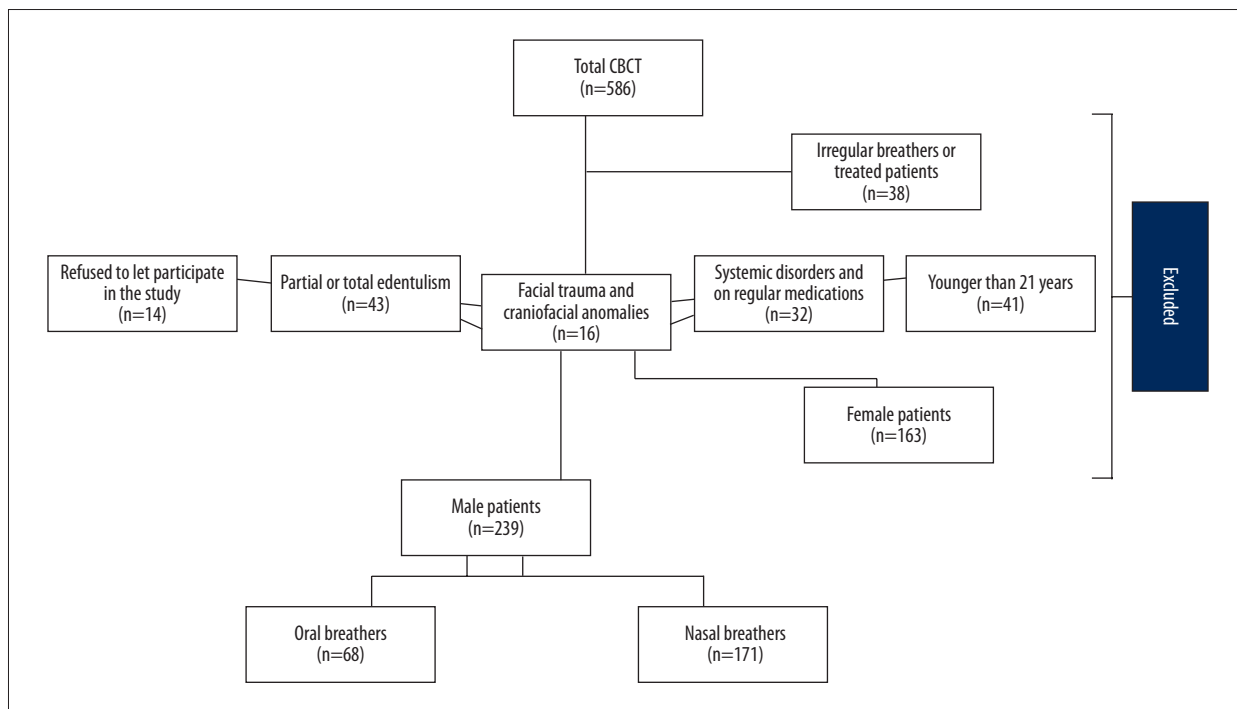 Total CBCT
(n=586)
Irregular breathers or
treated patients
(n=38)
Refused to let participate
in the study
(n=14)
Partial or total edentulism
(n=43)
Facial trauma and
craniofacial anomalies
(n=16)
Systemic disorders and
on regular medications
(n=32)
Younger than 21 years
(n=41)
Excluded
Female patients
(n=163)
Male patients
(n=239)
Oral breathers
(n=68)
Nasal breathers
(n=171)